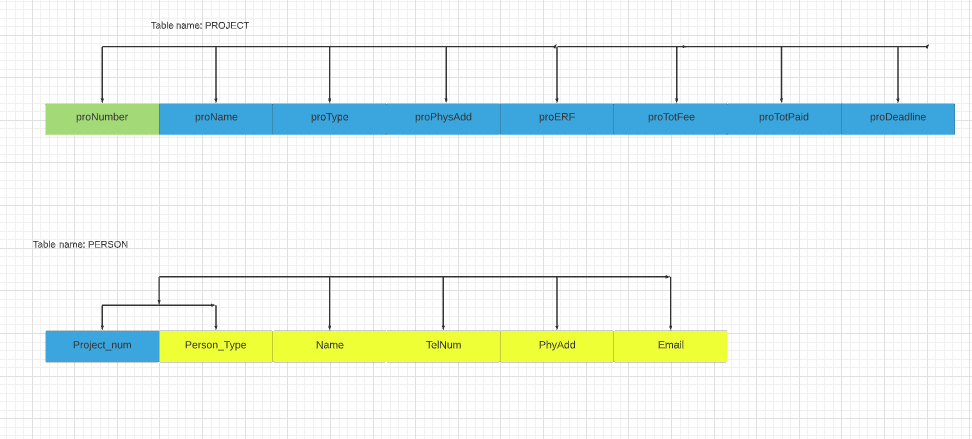 Table name: PROJECT
proNumber proName proType proPhysAdd proERF proTotFee proTotPaid proDeadline
Table name: PERSON
Project_num Person_Type Name TelNum PhyAdd Email